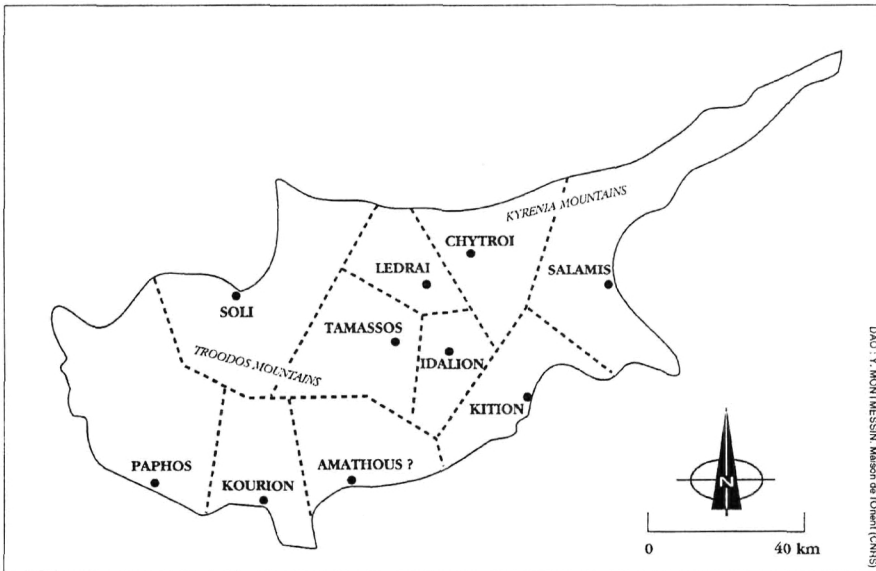 KYRENIA MOUNTAINS
CHYTROI
LEDRAI
SALAMIS
SOLI
TAMASSOS
IDALION
TROODOS MOUNTAINS
KITION
PAPHOS
KOURION
AMATHOUS ?
N
0 40 km
DAO : Y. MONTMESSIN. Maison de l'Orient (CNRS)